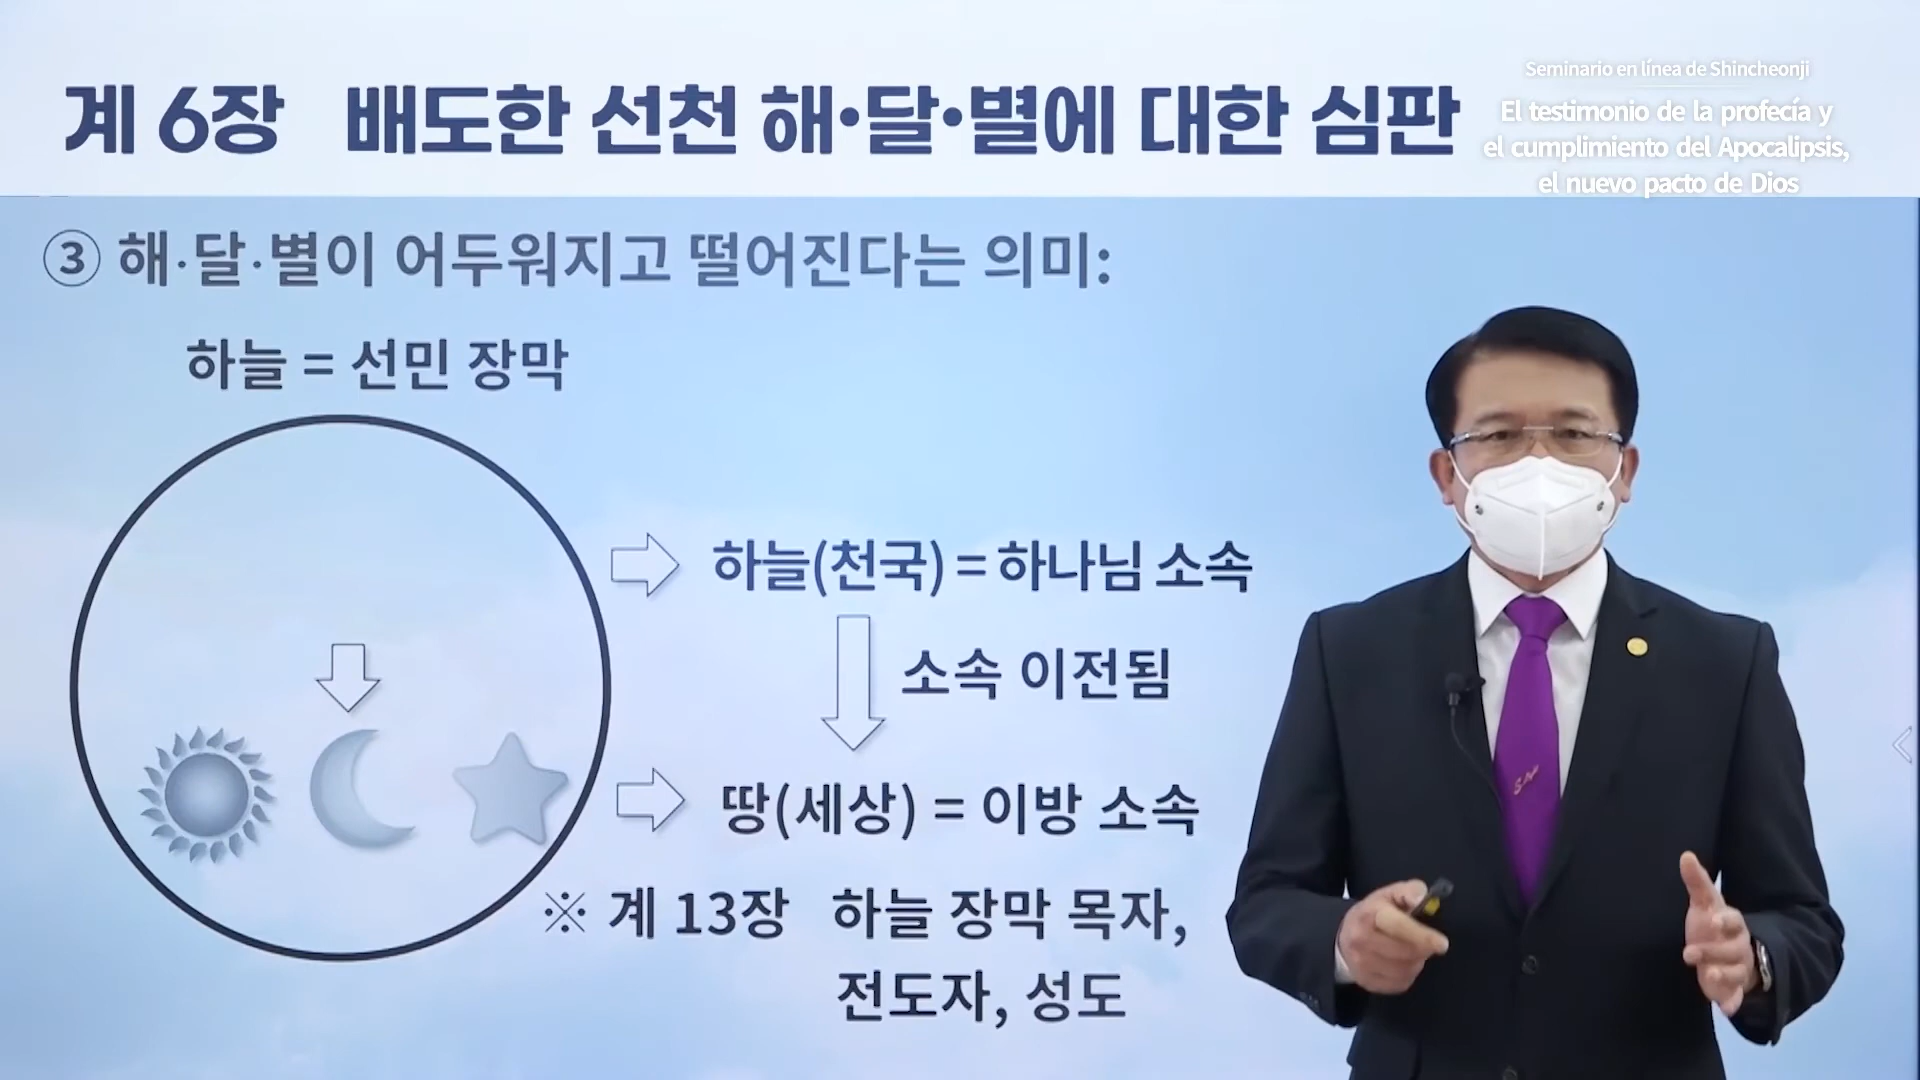 계 6장 배도한 선천 해•달•별에 대한 심판
Seminario en línea de Shincheonji
El testimonio de la profecía y
el cumplimiento del Apocalipsis,
el nuevo pacto de Dios
③ 해·달·별이 어두워지고 떨어진다는 의미:
하늘 = 선민 장막
하늘(천국) = 하나님 소속
소속 이전됨
땅(세상) = 이방 소속
※ 계 13장 하늘 장막 목자,
전도자, 성도